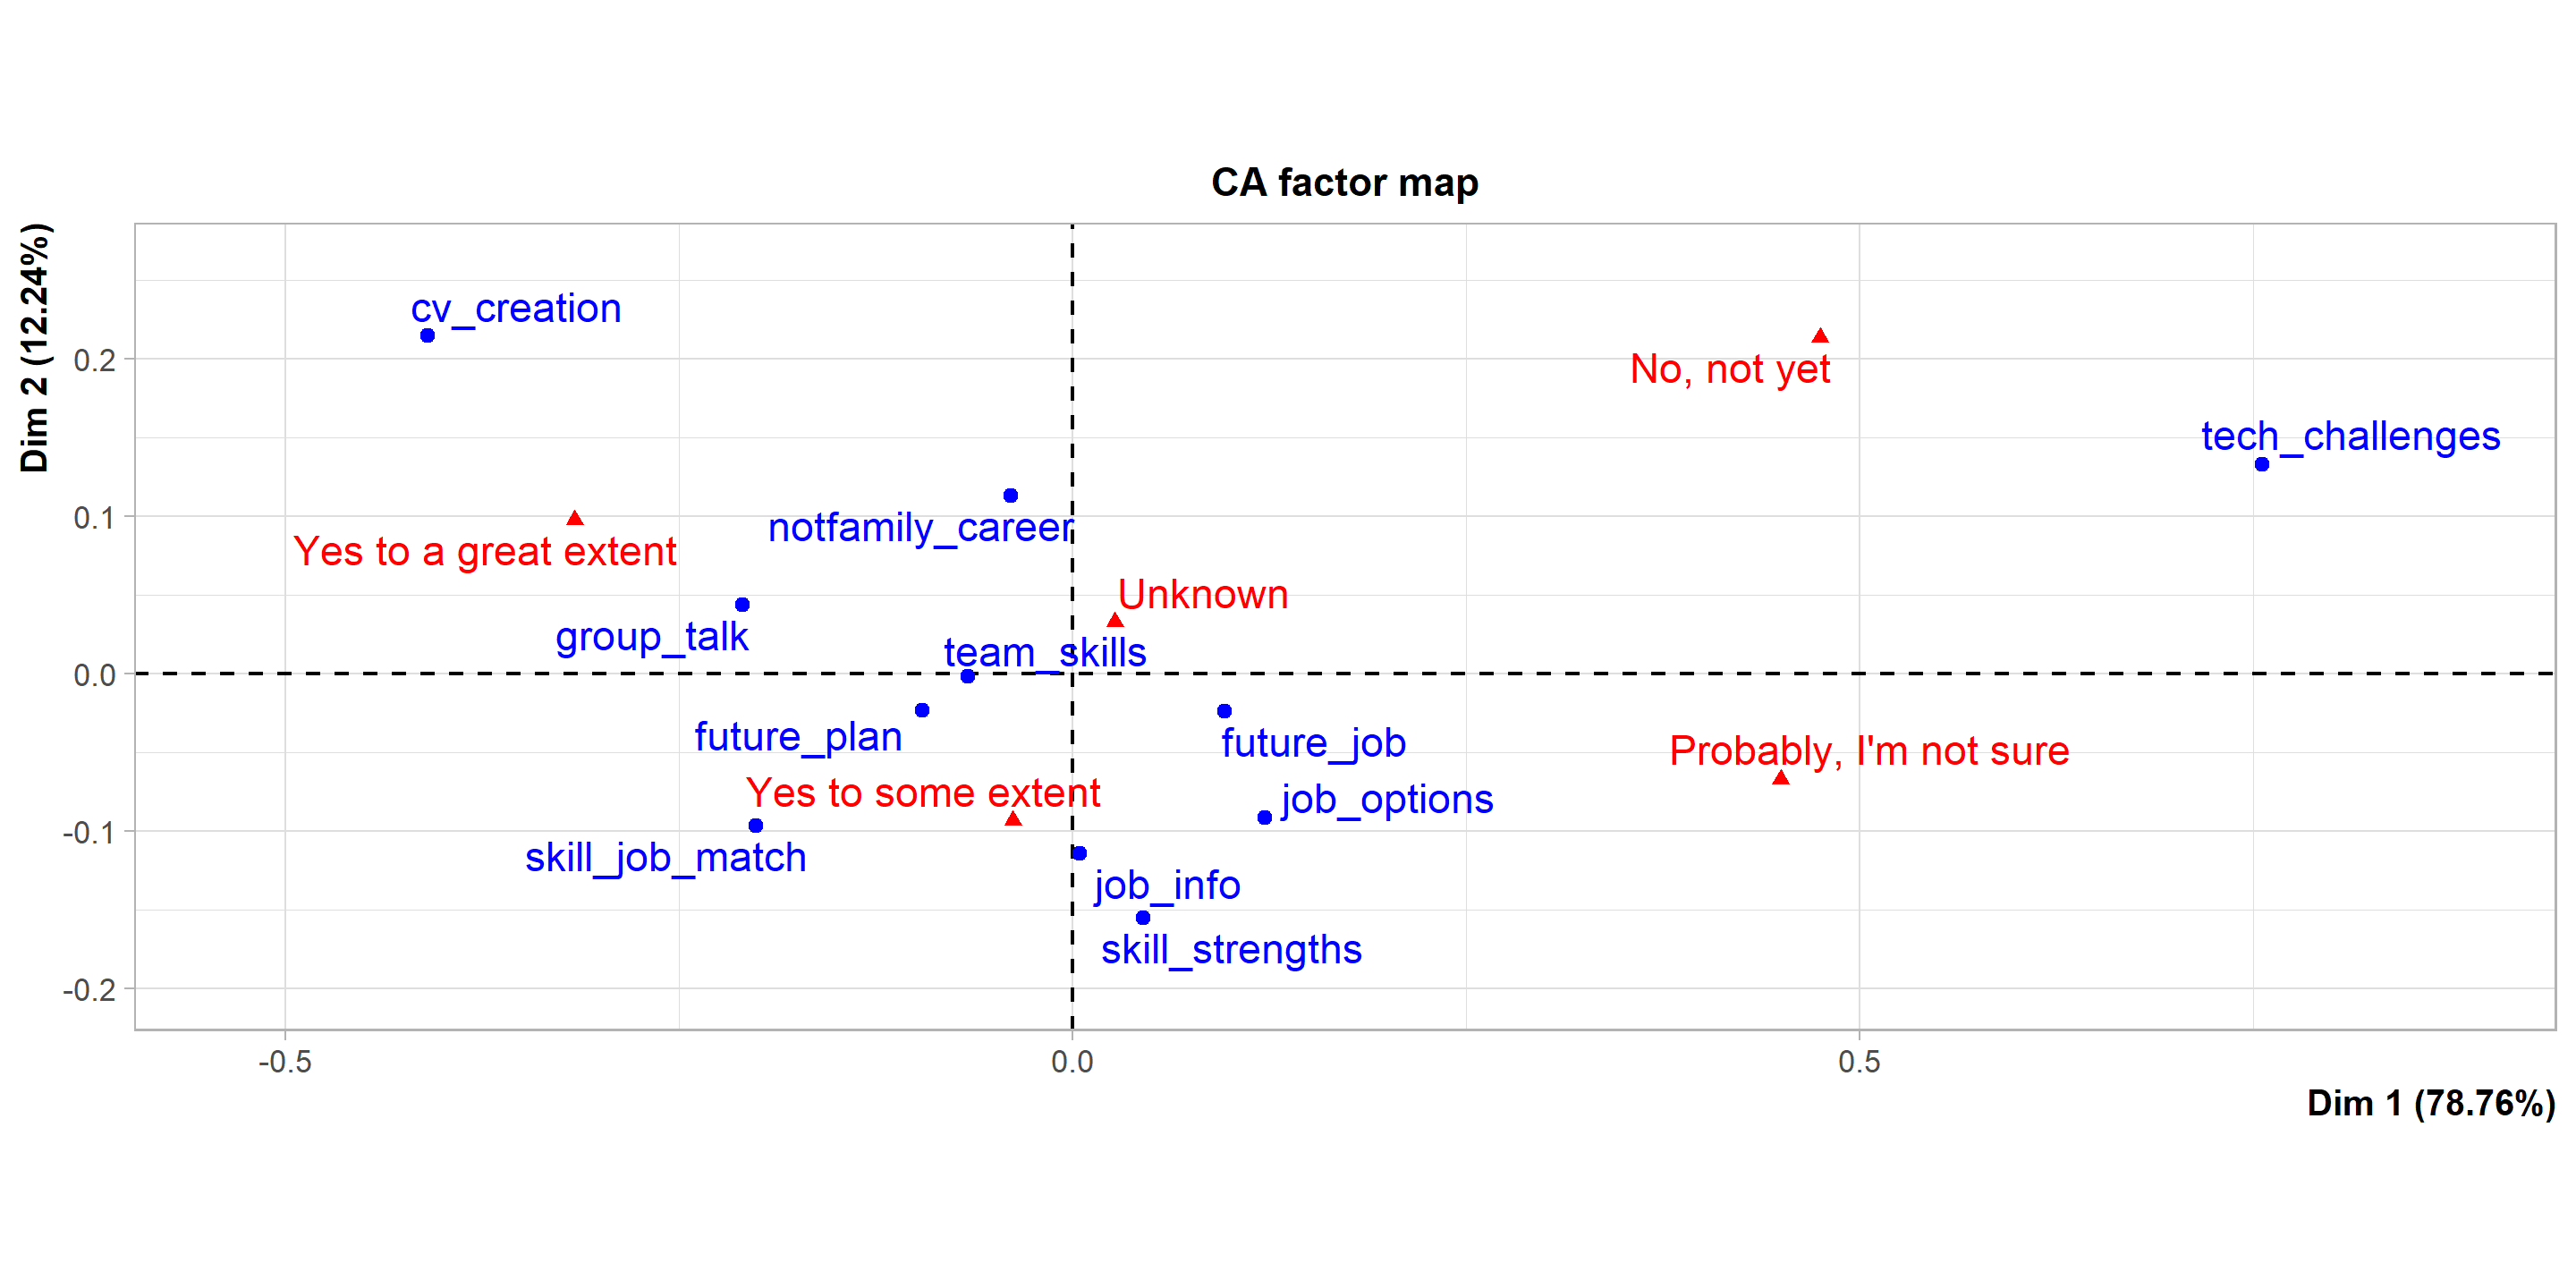 CA factor map
Dim 2 (12.24%)
cv_creation
No, not yet
0.2
tech_challenges
notfamily_career
0.1
Yes to a great extent
Unknown
group_talk
team_skills
0.0
future_plan
future_job
Probably, I'm not sure
Yes to some extent
job_options
-0.1
skill_job_match
job_info
skill_strengths
-0.2
-0.5
0.0
0.5
Dim 1 (78.76%)